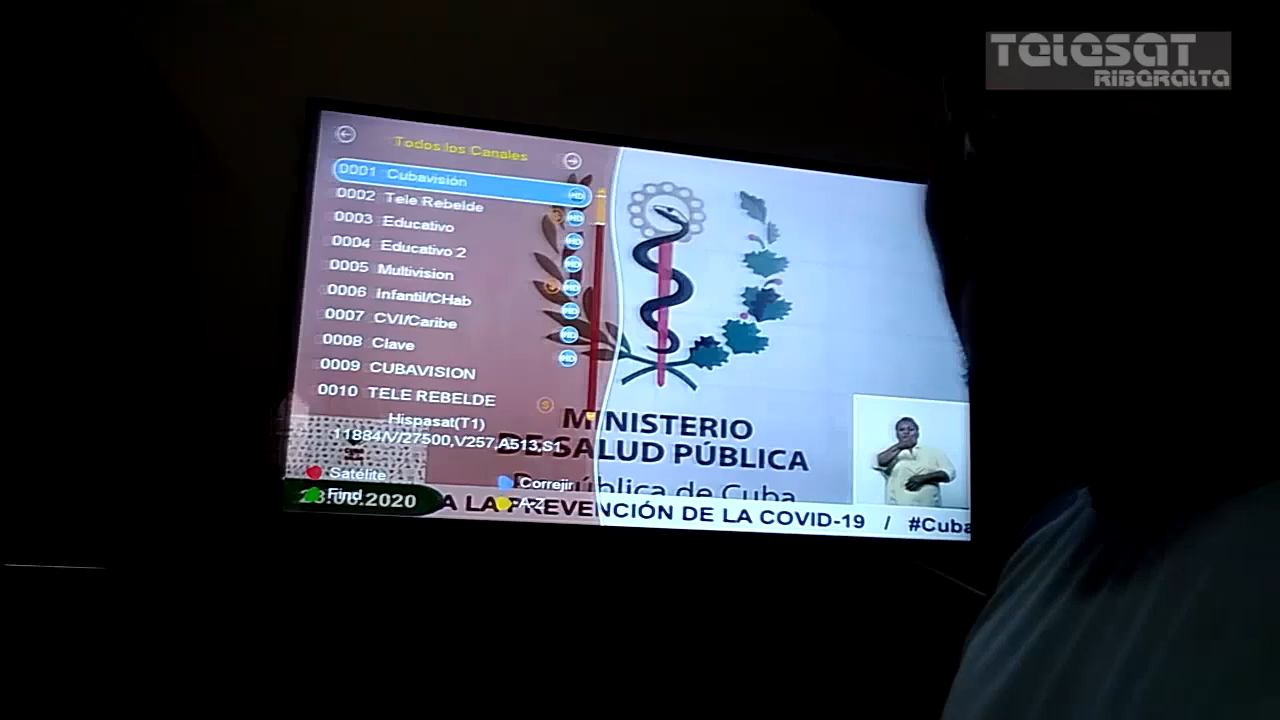 TELESAT
RIBERALTA
Todos los Canales
0001 Cubavisión
0002 Tele Rebelde
0003 Educativo
0004 Educativo 2
0005 Multivision
0006 Infantil/CHab
0007 CVI/Caribe
0008 Clave
0009 CUBAVISION
0010 TELE REBELDE
Hispasat(T1)
11884/V/27500,V257,A513,S1
Satélite
Correjir
Find
A-Z
MINISTERIO
DE SALUD PÚBLICA
República de Cuba
.2020
A LA PREVENCIÓN DE LA COVID-19 / #Cuba